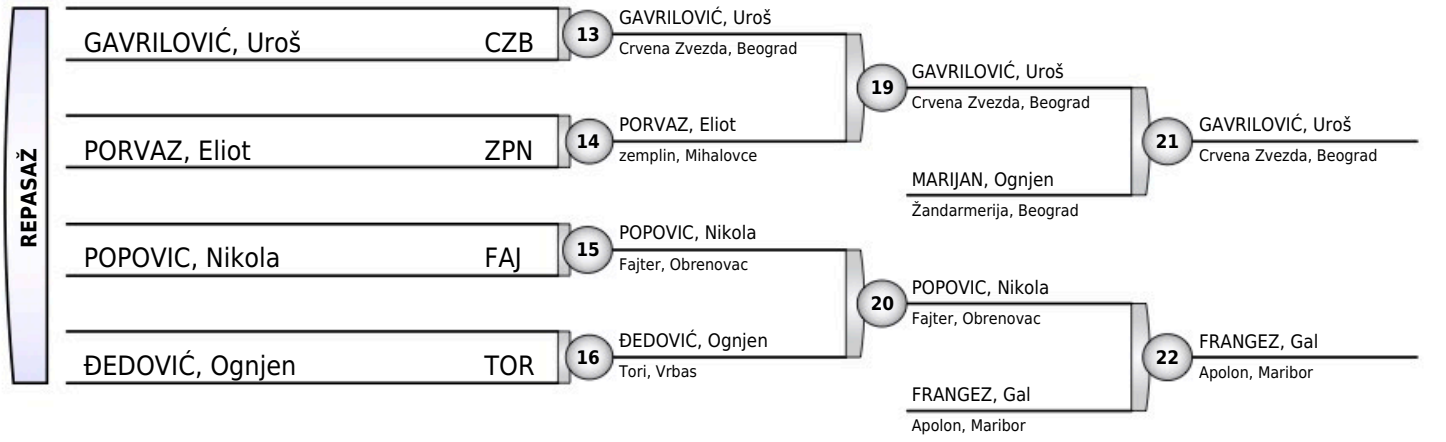 REPASAŽ
GAVRILOVIĆ, Uroš CZB
PORVAZ, Eliot ZPN
POPOVIC, Nikola FAJ
ĐEDOVIĆ, Ognjen TOR
13
GAVRILOVIĆ, Uroš
Crvena Zvezda, Beograd
14
PORVAZ, Eliot
zemplin, Mihalovce
15
POPOVIC, Nikola
Fajter, Obrenovac
16
ĐEDOVIĆ, Ognjen
Tori, Vrbas
19
GAVRILOVIĆ, Uroš
Crvena Zvezda, Beograd
MARIJAN, Ognjen
Žandarmerija, Beograd
20
POPOVIC, Nikola
Fajter, Obrenovac
FRANGEZ, Gal
Apolon, Maribor
21
GAVRILOVIĆ, Uroš
Crvena Zvezda, Beograd
22
FRANGEZ, Gal
Apolon, Maribor